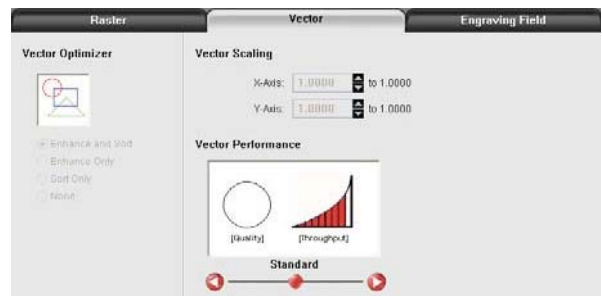 Raster
Vector
Engraving Field
Vector Optimizer
Enhance and Sort
Enhance Only
Sort Only
None
Vector Scaling
X-Axis: 1.0000 to 1.0000
Y-Axis: 1.0000 to 1.0000
Vector Performance
[Quality] [Throughput]
Standard